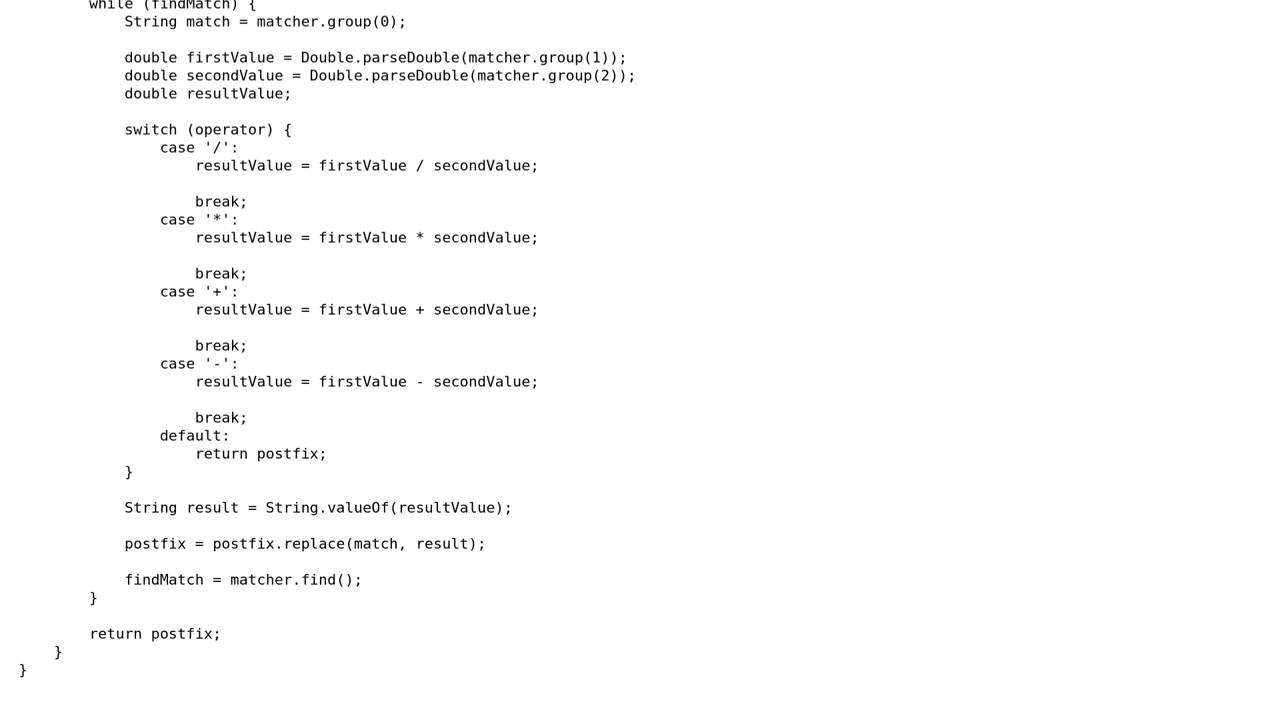 while (findMatch) {
String match = matcher.group(0);
double firstValue = Double.parseDouble(matcher.group(1));
double secondValue = Double.parseDouble(matcher.group(2));
double resultValue;
switch (operator) {
case '/':
resultValue = firstValue / secondValue;
break;
case '*':
resultValue = firstValue * secondValue;
break;
case '+':
resultValue = firstValue + secondValue;
break;
case '-':
resultValue = firstValue - secondValue;
break;
default:
return postfix;
}
String result = String.valueOf(resultValue);
postfix = postfix.replace(match, result);
findMatch = matcher.find();
}
return postfix;
}
}